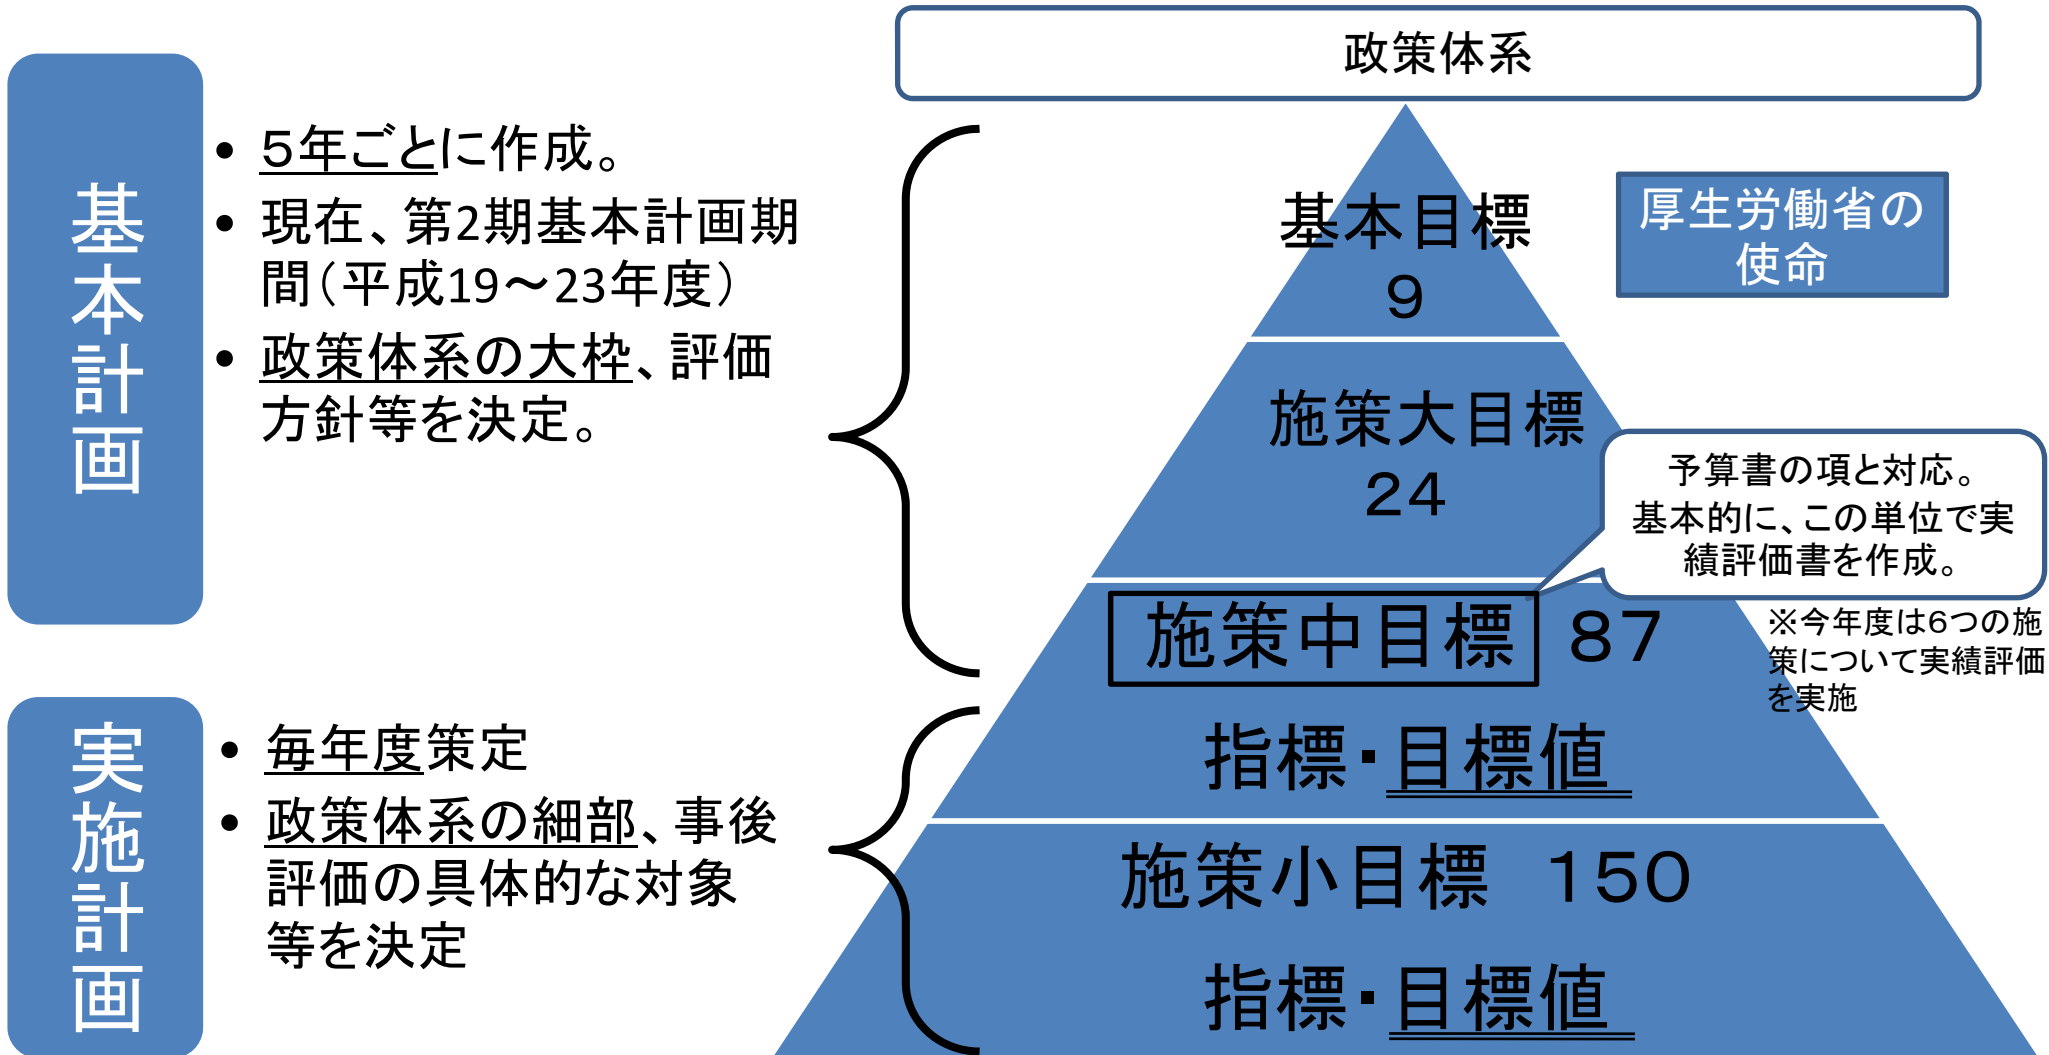 政策体系
基本計画
• ５年ごとに作成。
• 現在、第2期基本計画期
間（平成19～23年度）
• 政策体系の大枠、評価
方針等を決定。
基本目標
９
厚生労働省の
使命
施策大目標
２４
予算書の項と対応。
基本的に、この単位で実
績評価書を作成。
施策中目標 ８７
※今年度は６つの施
策について実績評価
を実施
指標・目標値
実施計画
• 毎年度策定
• 政策体系の細部、事後
評価の具体的な対象
等を決定
施策小目標　１５０
指標・目標値